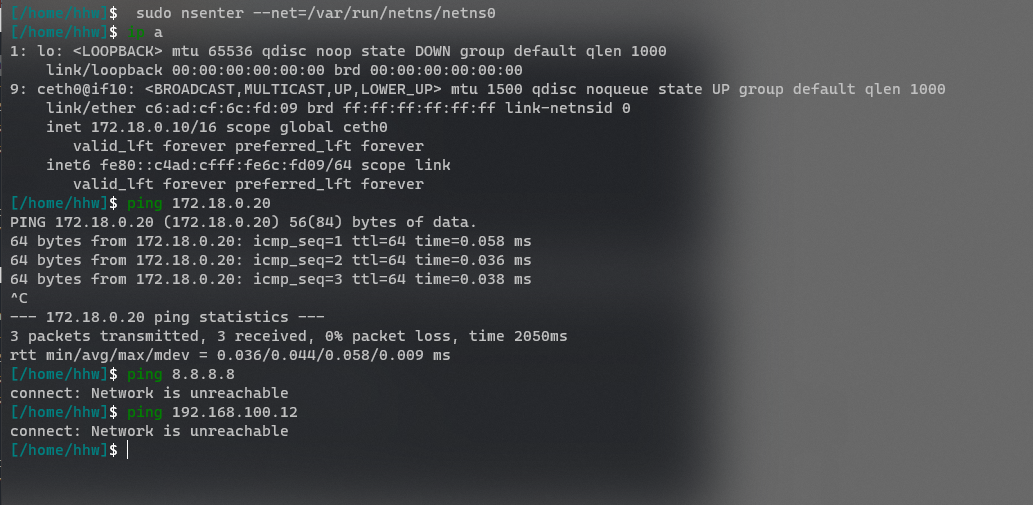 [/home/hhw]$  sudo nsenter --net=/var/run/netns/netns0
[/home/hhw]$ ip a
1: lo: <LOOPBACK> mtu 65536 qdisc noop state DOWN group default qlen 1000
    link/loopback 00:00:00:00:00:00 brd 00:00:00:00:00:00
9: ceth0@if10: <BROADCAST,MULTICAST,UP,LOWER_UP> mtu 1500 qdisc noqueue state UP group default qlen 1000
    link/ether c6:ad:cf:6c:fd:09 brd ff:ff:ff:ff:ff:ff link-netnsid 0
    inet 172.18.0.10/16 scope global ceth0
       valid_lft forever preferred_lft forever
    inet6 fe80::c4ad:cfff:fe6c:fd09/64 scope link
       valid_lft forever preferred_lft forever
[/home/hhw]$ ping 172.18.0.20
PING 172.18.0.20 (172.18.0.20) 56(84) bytes of data.
64 bytes from 172.18.0.20: icmp_seq=1 ttl=64 time=0.058 ms
64 bytes from 172.18.0.20: icmp_seq=2 ttl=64 time=0.036 ms
64 bytes from 172.18.0.20: icmp_seq=3 ttl=64 time=0.038 ms
^C
--- 172.18.0.20 ping statistics ---
3 packets transmitted, 3 received, 0% packet loss, time 2050ms
rtt min/avg/max/mdev = 0.036/0.044/0.058/0.009 ms
[/home/hhw]$ ping 8.8.8.8
connect: Network is unreachable
[/home/hhw]$ ping 192.168.100.12
connect: Network is unreachable
[/home/hhw]$